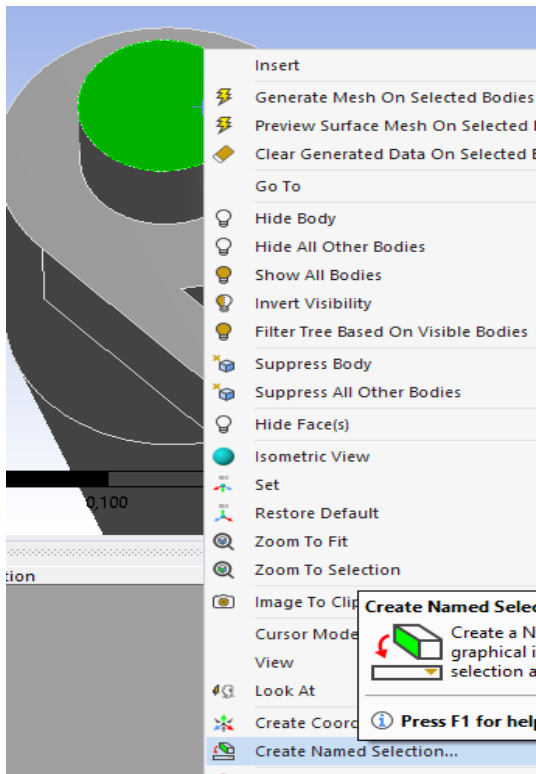 Insert
Generate Mesh On Selected Bodies
Preview Surface Mesh On Selected
Clear Generated Data On Selected
Go To
Hide Body
Hide All Other Bodies
Show All Bodies
Invert Visibility
Filter Tree Based On Visible Bodies
Suppress Body
Suppress All Other Bodies
Hide Face(s)
Isometric View
Set
0,100
Restore Default
Zoom To Fit
Zoom To Selection
tion
Image To Clip
Create Named Selec
Cursor Mode
Create a N
graphical i
View
selection a
Look At
Create Coord
Press F1 for help
Create Named Selection...